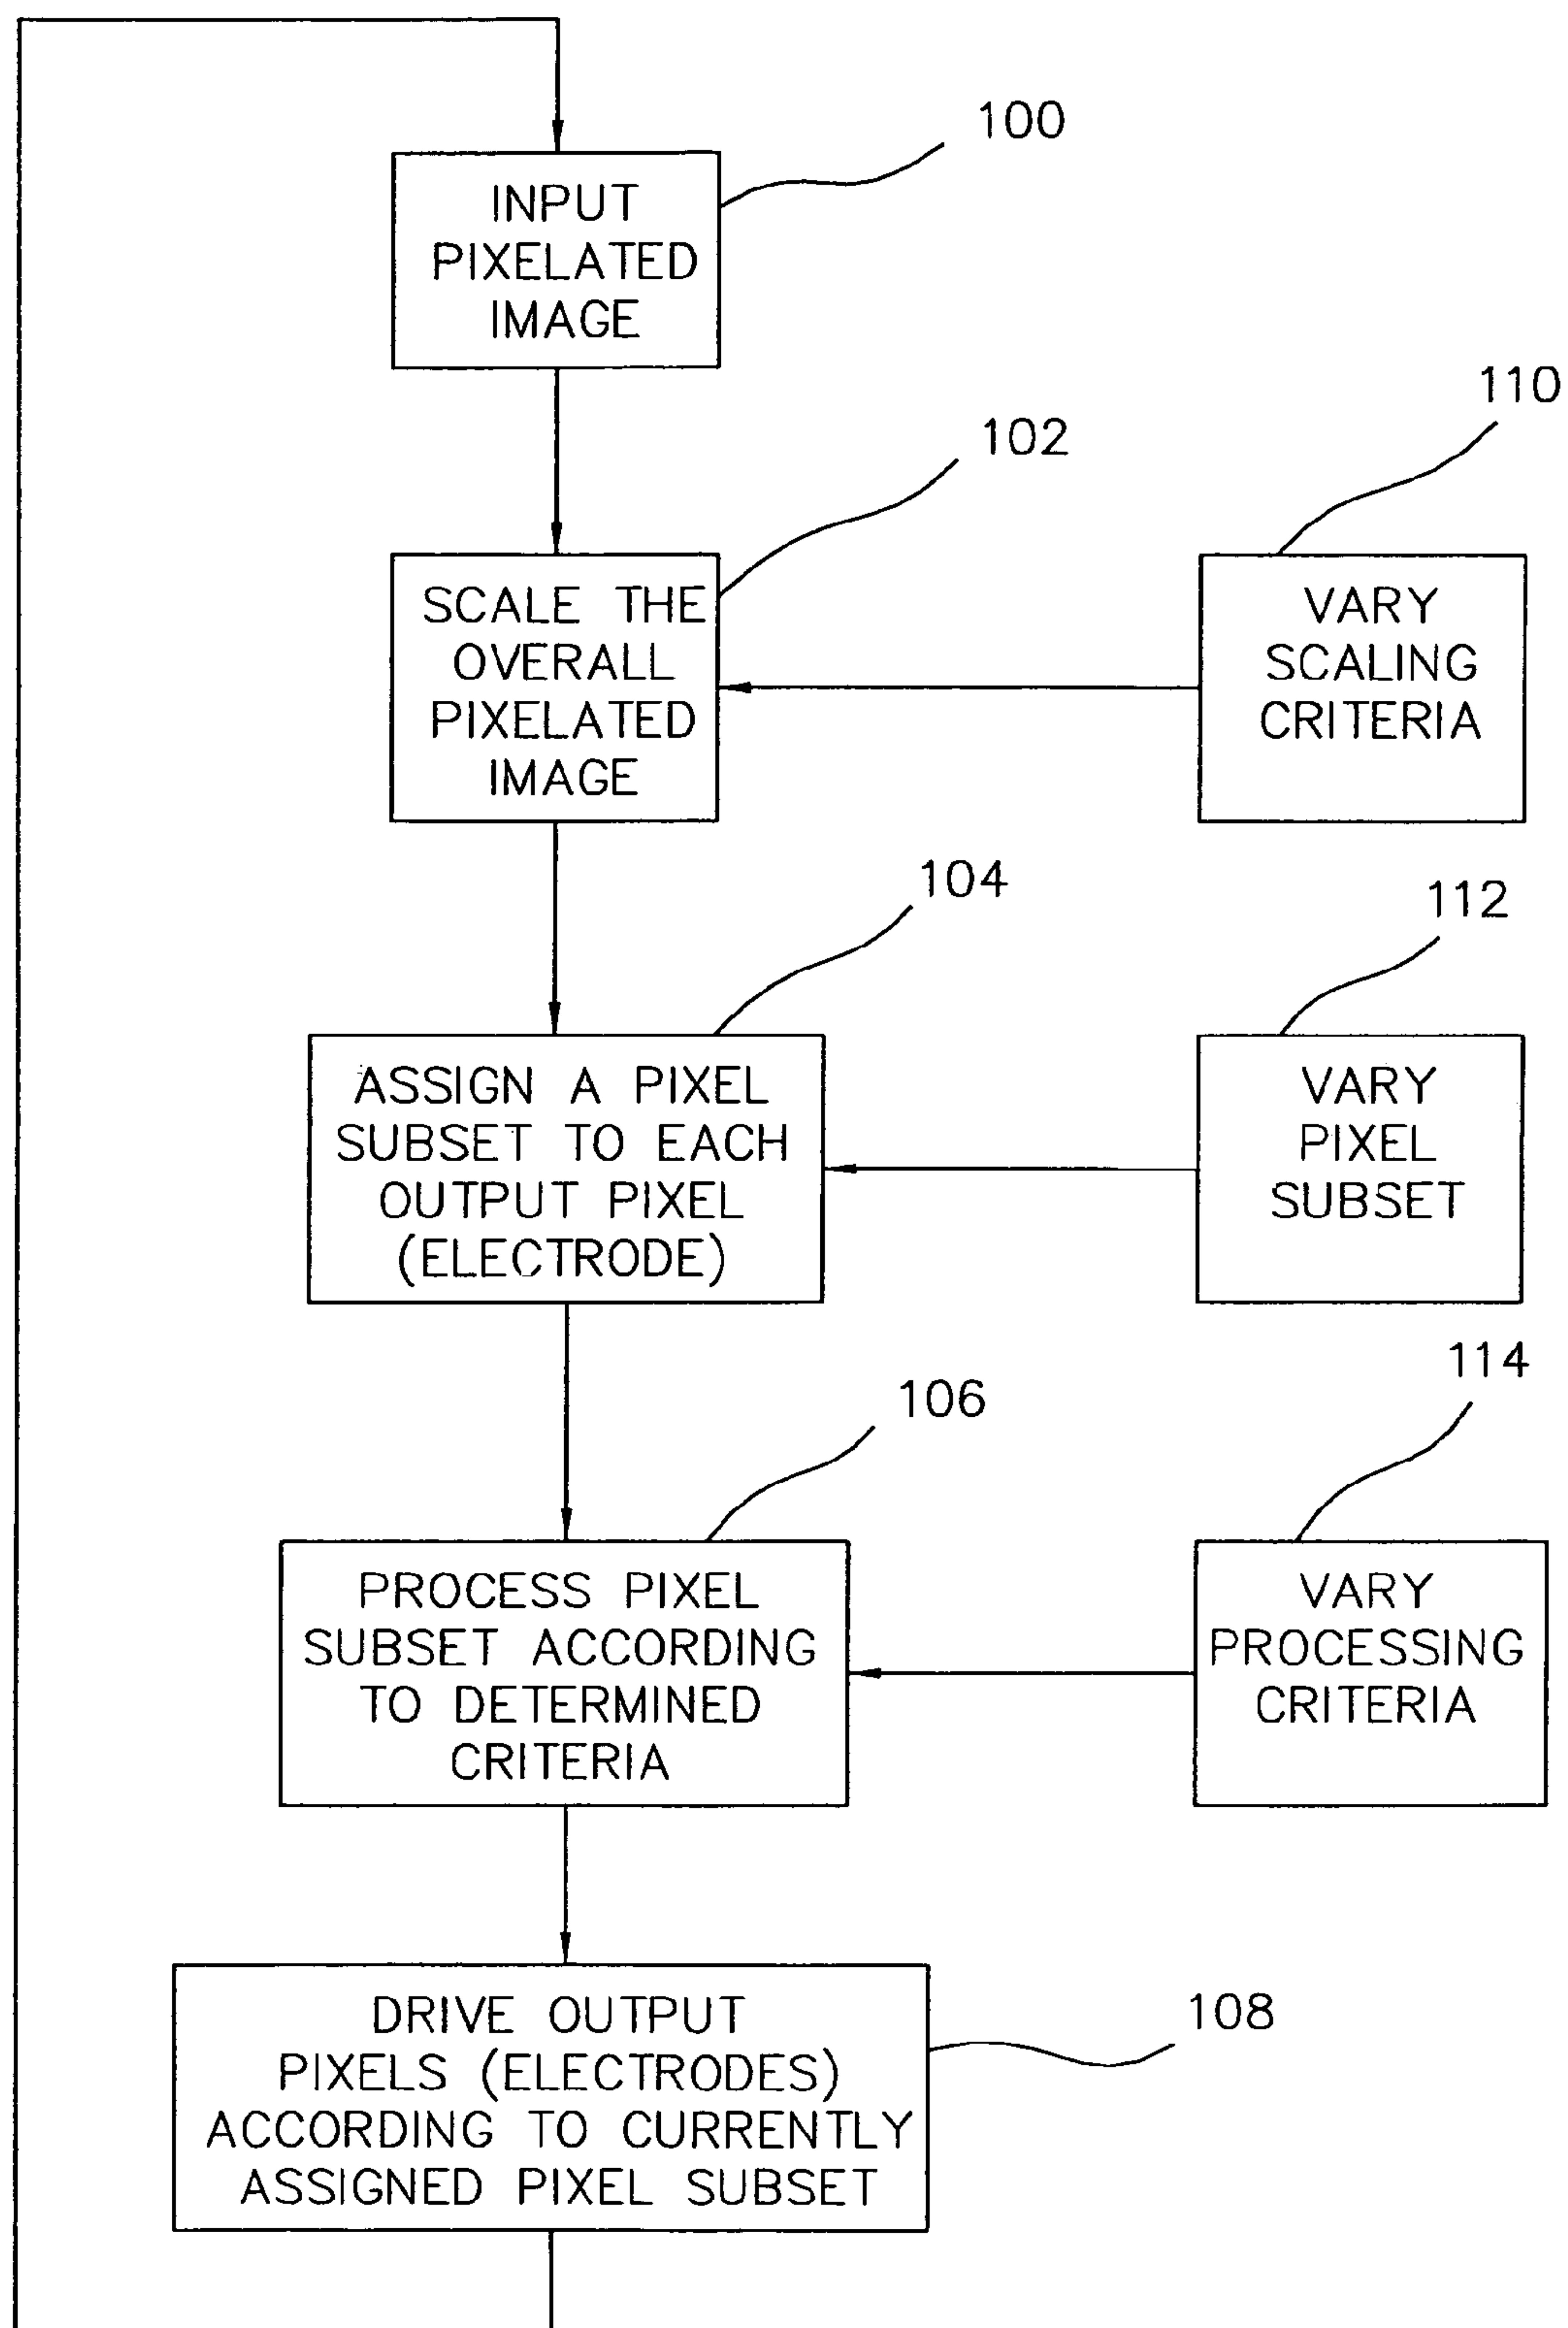 100
INPUT
PIXELATED
IMAGE
110
102
SCALE THE
OVERALL
PIXELATED
IMAGE
VARY
SCALING
CRITERIA
104
112
ASSIGN A PIXEL
SUBSET TO EACH
OUTPUT PIXEL
(ELECTRODE)
VARY
PIXEL
SUBSET
114
106
PROCESS PIXEL
SUBSET ACCORDING
TO DETERMINED
CRITERIA
VARY
PROCESSING
CRITERIA
108
DRIVE OUTPUT
PIXELS (ELECTRODES)
ACCORDING TO CURRENTLY
ASSIGNED PIXEL SUBSET